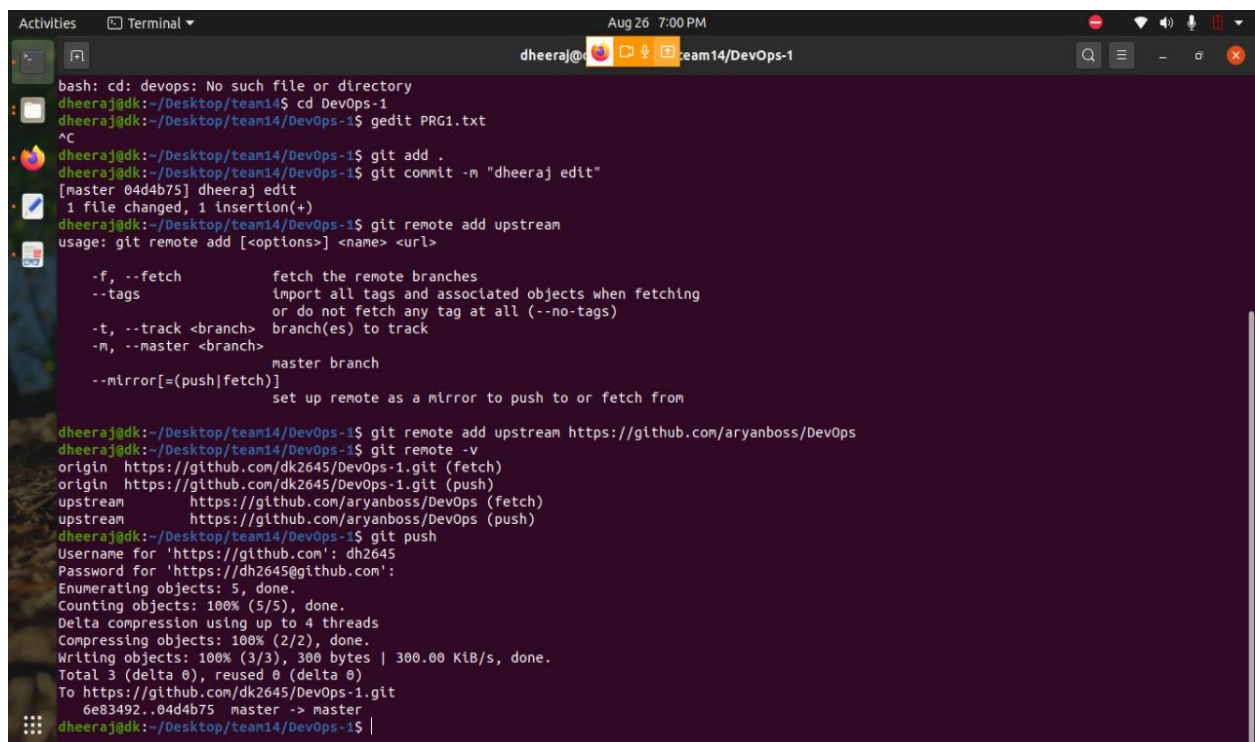 Activities Terminal Aug 26 7:00 PM
dheeraj@ team14/DevOps-1
bash: cd: devops: No such file or directory
dheeraj@dk:~/Desktop/team14$ cd DevOps-1
dheeraj@dk:~/Desktop/team14/DevOps-1$ gedit PRG1.txt
^C
dheeraj@dk:~/Desktop/team14/DevOps-1$ git add .
dheeraj@dk:~/Desktop/team14/DevOps-1$ git commit -m "dheeraj edit"
[master 04d4b75] dheeraj edit
 1 file changed, 1 insertion(+)
dheeraj@dk:~/Desktop/team14/DevOps-1$ git remote add upstream
usage: git remote add [<options>] <name> <url>
    -f, --fetch           fetch the remote branches
    --tags                import all tags and associated objects when fetching
                          or do not fetch any tag at all (--no-tags)
    -t, --track <branch>  branch(es) to track
    -m, --master <branch>
                          master branch
    --mirror[=(push|fetch)]
                          set up remote as a mirror to push to or fetch from
dheeraj@dk:~/Desktop/team14/DevOps-1$ git remote add upstream https://github.com/aryanboss/DevOps
dheeraj@dk:~/Desktop/team14/DevOps-1$ git remote -v
origin  https://github.com/dk2645/DevOps-1.git (fetch)
origin  https://github.com/dk2645/DevOps-1.git (push)
upstream        https://github.com/aryanboss/DevOps (fetch)
upstream        https://github.com/aryanboss/DevOps (push)
dheeraj@dk:~/Desktop/team14/DevOps-1$ git push
Username for 'https://github.com': dh2645
Password for 'https://dh2645@github.com':
Enumerating objects: 5, done.
Counting objects: 100% (5/5), done.
Delta compression using up to 4 threads
Compressing objects: 100% (2/2), done.
Writing objects: 100% (3/3), 300 bytes | 300.00 KiB/s, done.
Total 3 (delta 0), reused 0 (delta 0)
To https://github.com/dk2645/DevOps-1.git
   6e83492..04d4b75  master -> master
dheeraj@dk:~/Desktop/team14/DevOps-1$